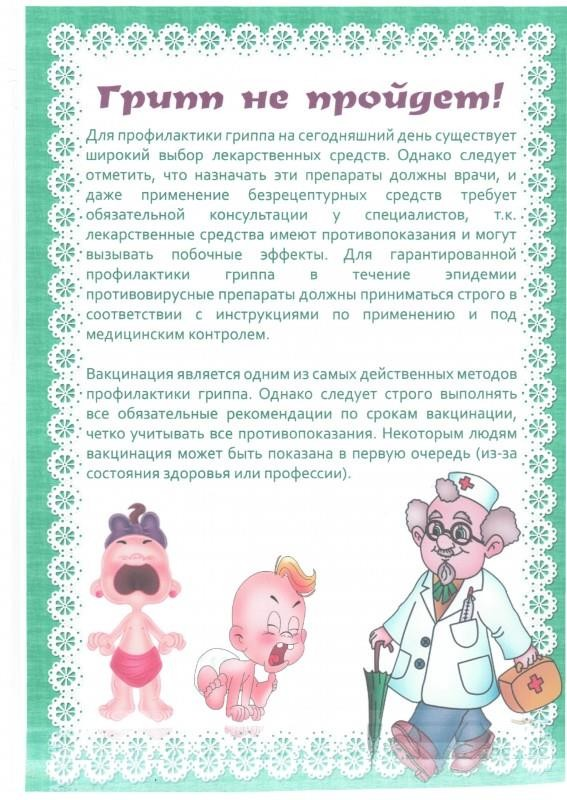 Грипп не пройдет!
Для профилактики гриппа на сегодняшний день существует
широкий выбор лекарственных средств. Однако следует
отметить, что назначать эти препараты должны врачи, и
даже применение безрецептурных средств требует
обязательной консультации у специалистов, т.к.
лекарственные средства имеют противопоказания и могут
вызывать побочные эффекты. Для гарантированной
профилактики гриппа в течение эпидемии
противовирусные препараты должны приниматься строго в
соответствии с инструкциями по применению и под
медицинским контролем.
Вакцинация является одним из самых действенных методов
профилактики гриппа. Однако следует строго выполнять
все обязательные рекомендации по срокам вакцинации,
четко учитывать все противопоказания. Некоторым людям
вакцинация может быть показана в первую очередь (из-за
состояния здоровья или профессии).